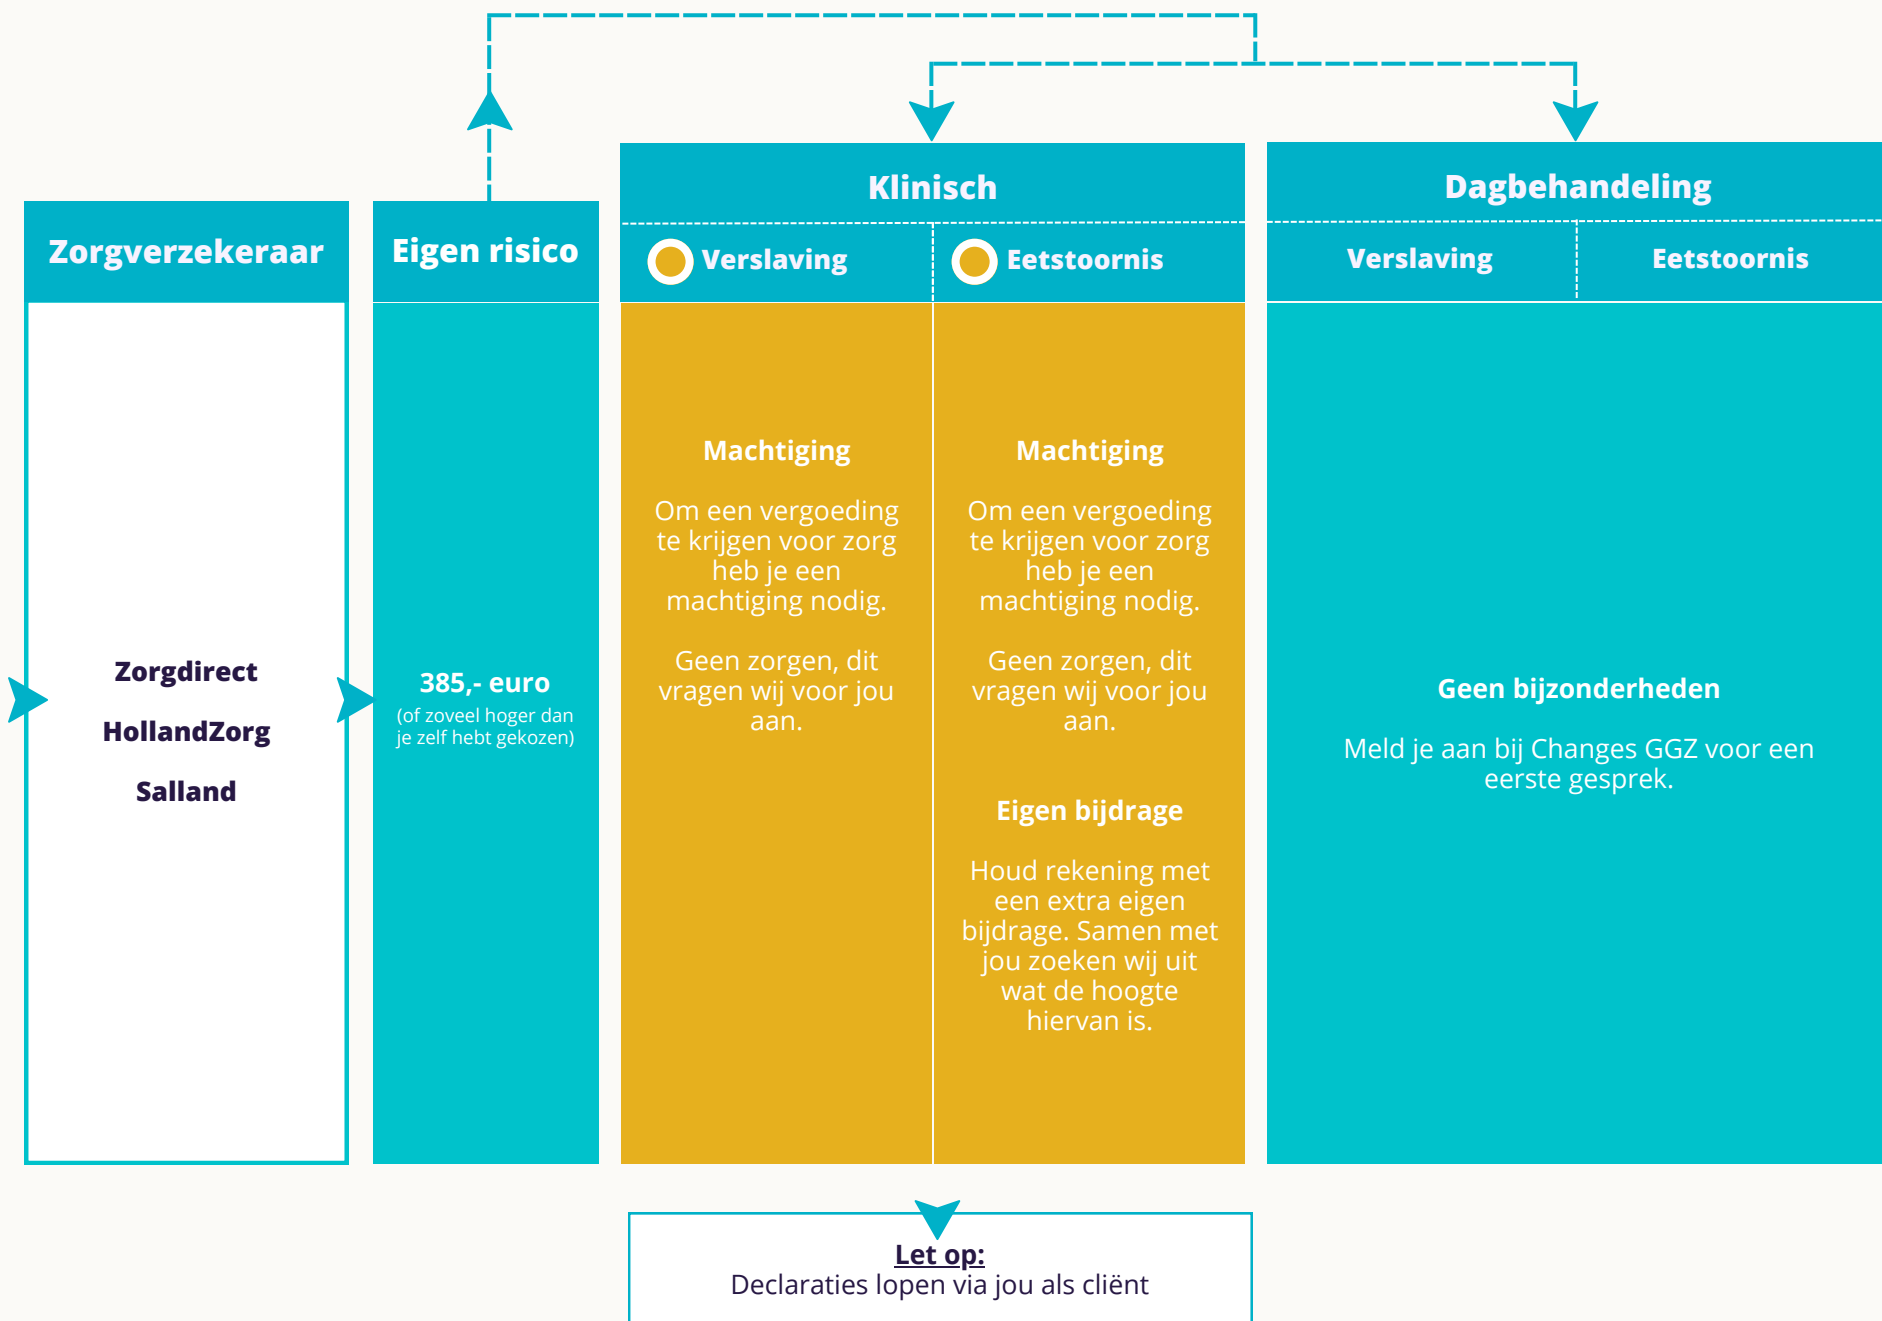 Zorgverzekeraar
Zorgdirect
HollandZorg
Salland
Eigen risico
385,- euro
(of zoveel hoger dan
je zelf hebt gekozen)
Klinisch
Verslaving
Machtiging
Om een vergoeding
te krijgen voor zorg
heb je een
machtiging nodig.
Geen zorgen, dit
vragen wij voor jou
aan.
Eetstoornis
Machtiging
Om een vergoeding
te krijgen voor zorg
heb je een
machtiging nodig.
Geen zorgen, dit
vragen wij voor jou
aan.
Eigen bijdrage
Houd rekening met
een extra eigen
bijdrage. Samen met
jou zoeken wij uit
wat de hoogte
hiervan is.
Dagbehandeling
Verslaving
Eetstoornis
Geen bijzonderheden
Meld je aan bij Changes GGZ voor een
eerste gesprek.
Let op:
Declaraties lopen via jou als cliënt